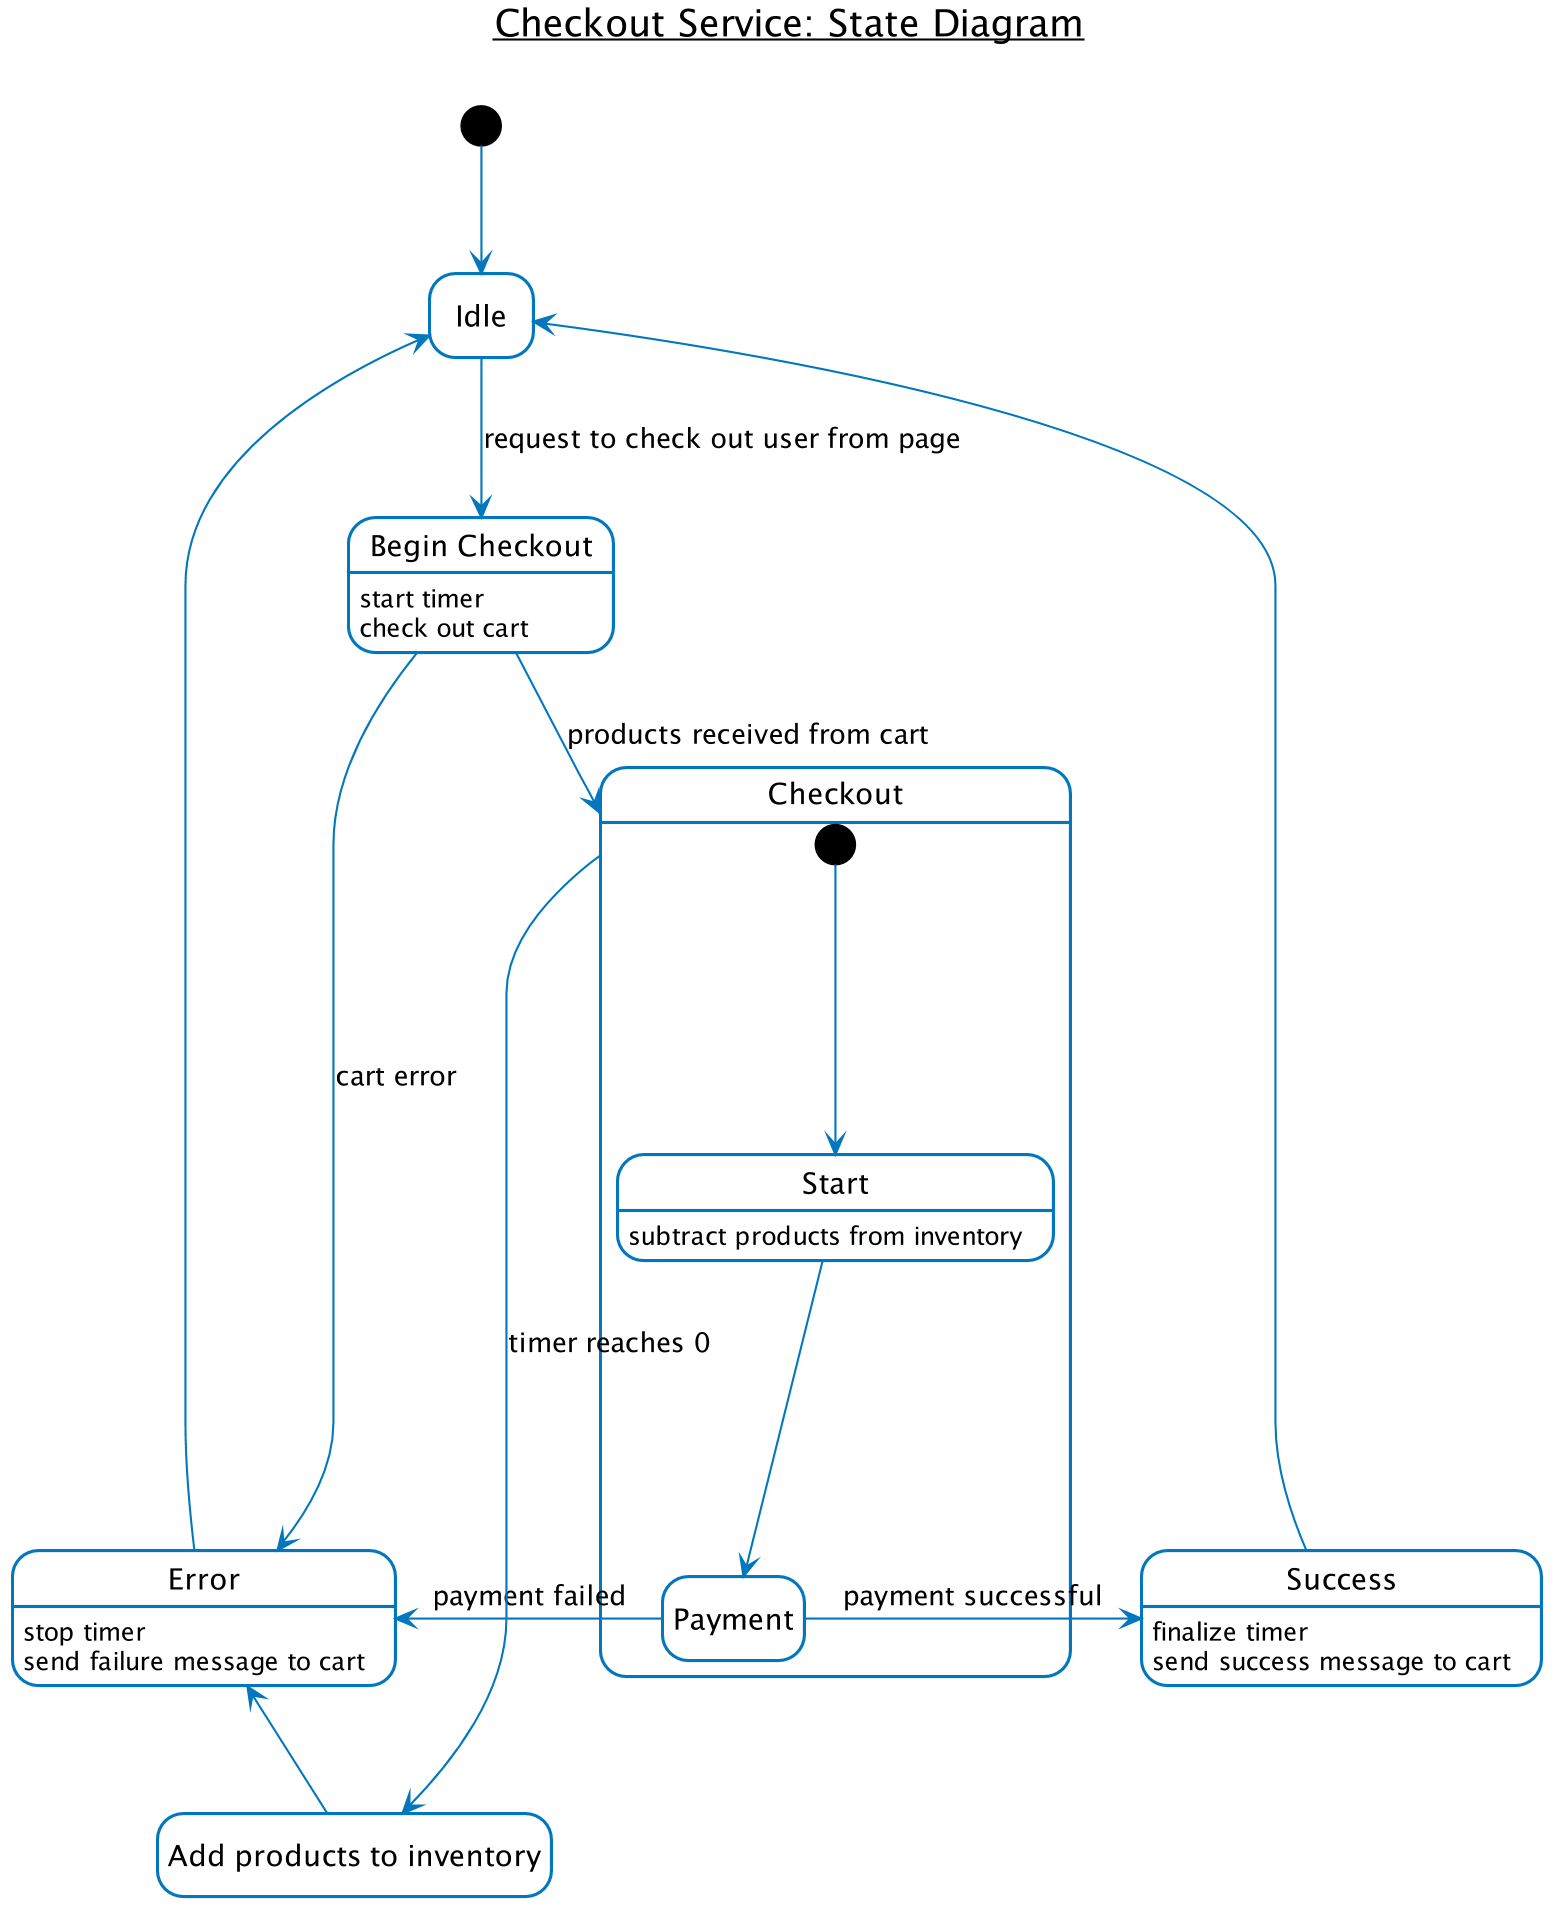 Checkout Service: State Diagram
Idle
request to check out user from page
Begin Checkout
start timer
check out cart
products received from cart
Checkout
cart error
Start
subtract products from inventory
timer reaches 0
Error
stop timer
send failure message to cart
payment failed
Payment
payment successful
Success
finalize timer
send success message to cart
Add products to inventory